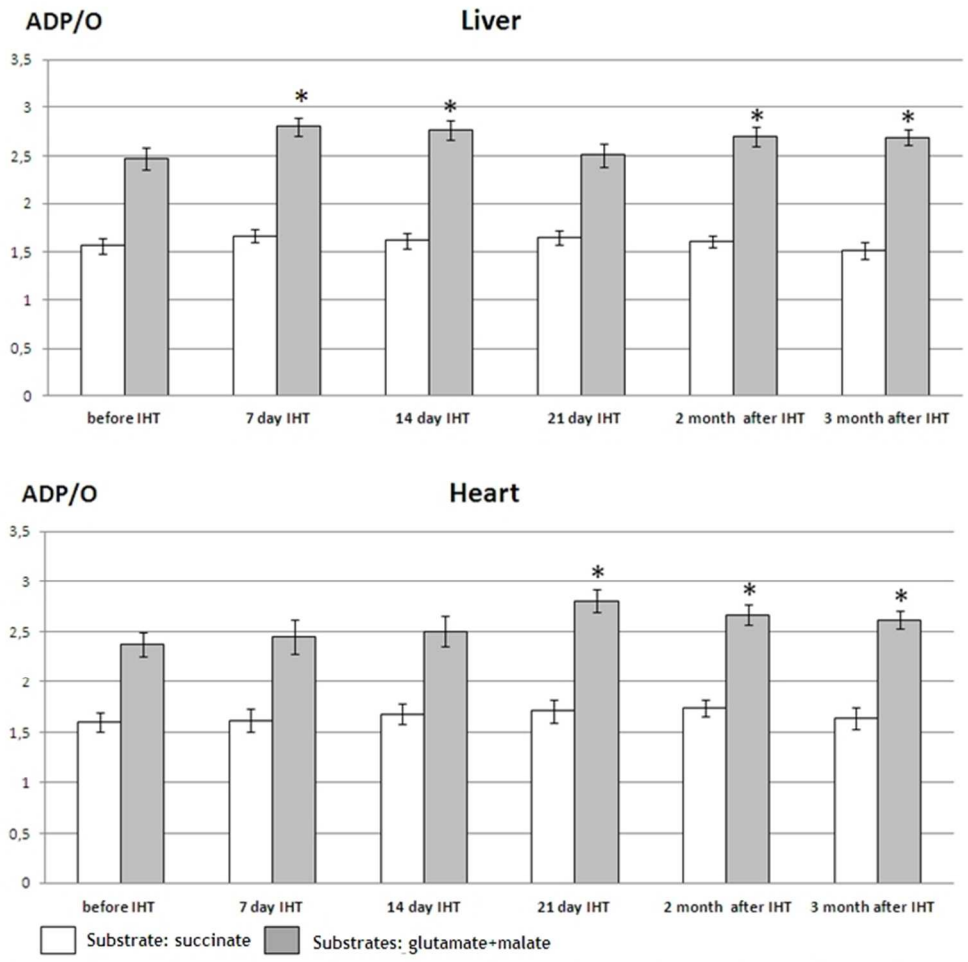 ADP/O Liver
3,5
*
3 * * *
2,5
2
1,5
1
0,5
0
before IHT 7 day IHT 14 day IHT 21 day IHT 2 month after IHT 3 month after IHT
ADP/O Heart
3,5
*
3 * *
2,5
2
1,5
1
0,5
0
before IHT 7 day IHT 14 day IHT 21 day IHT 2 month after IHT 3 month after IHT
Substrate: succinate Substrates: glutamate+malate